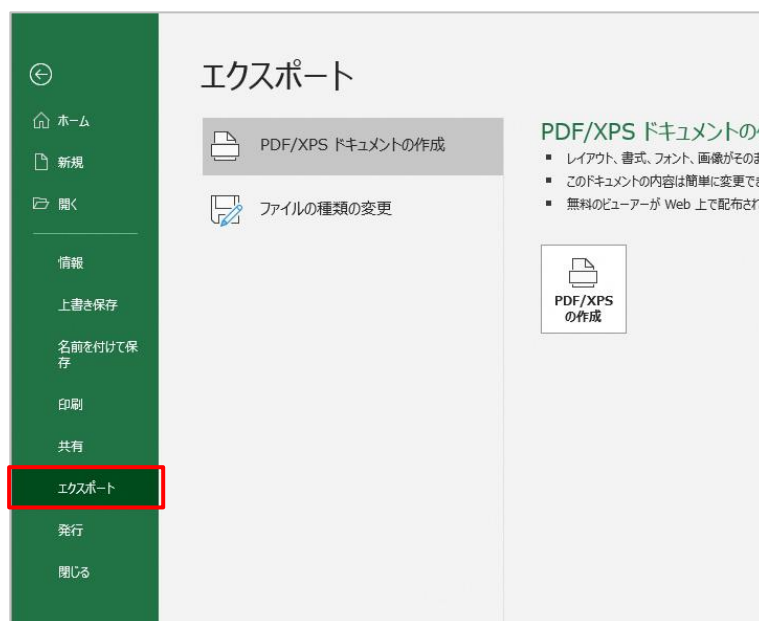 エクスポート
ホーム
新規
開く
情報
上書き保存
名前を付けて保
存
印刷
共有
エクスポート
発行
閉じる
PDF/XPS ドキュメントの作成
ファイルの種類の変更
PDF/XPS ドキュメントの
レイアウト、書式、フォント、画像がそのま
このドキュメントの内容は簡単に変更でき
無料のビューアーが Web 上で配布され
PDF/XPS
の作成